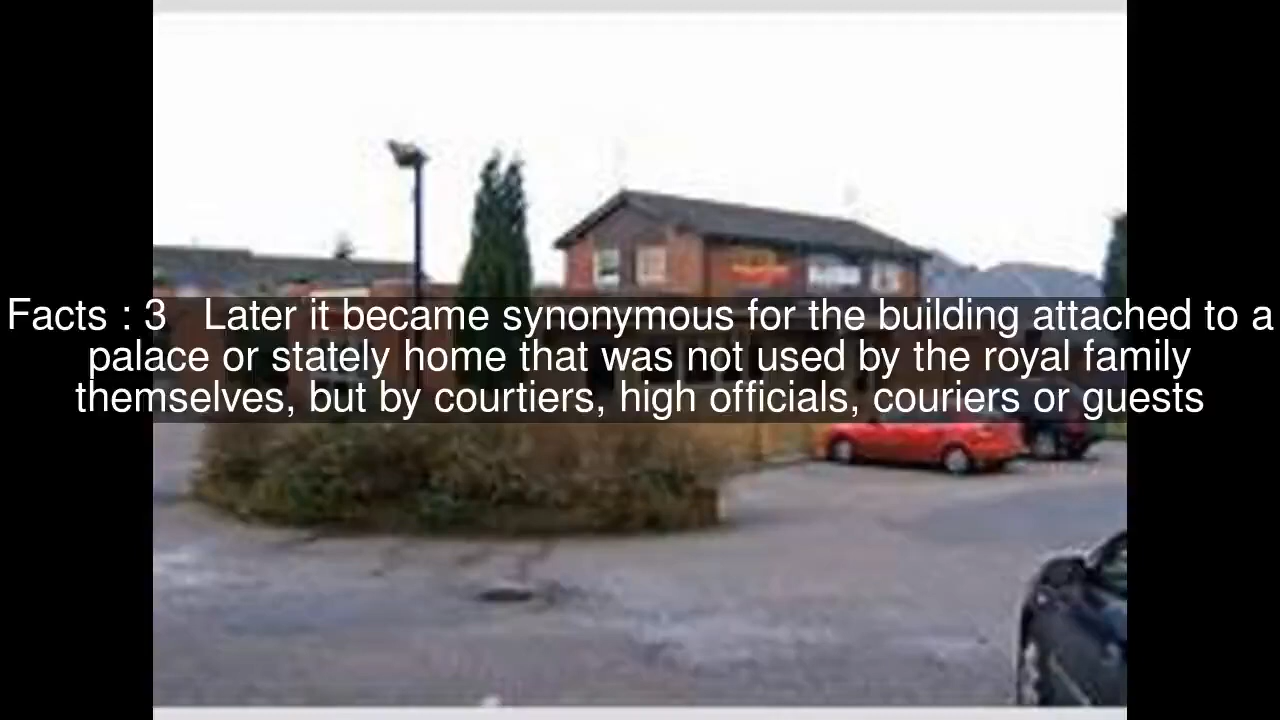 Facts : 3   Later it became synonymous for the building attached to a
palace or stately home that was not used by the royal family
themselves, but by courtiers, high officials, couriers or guests